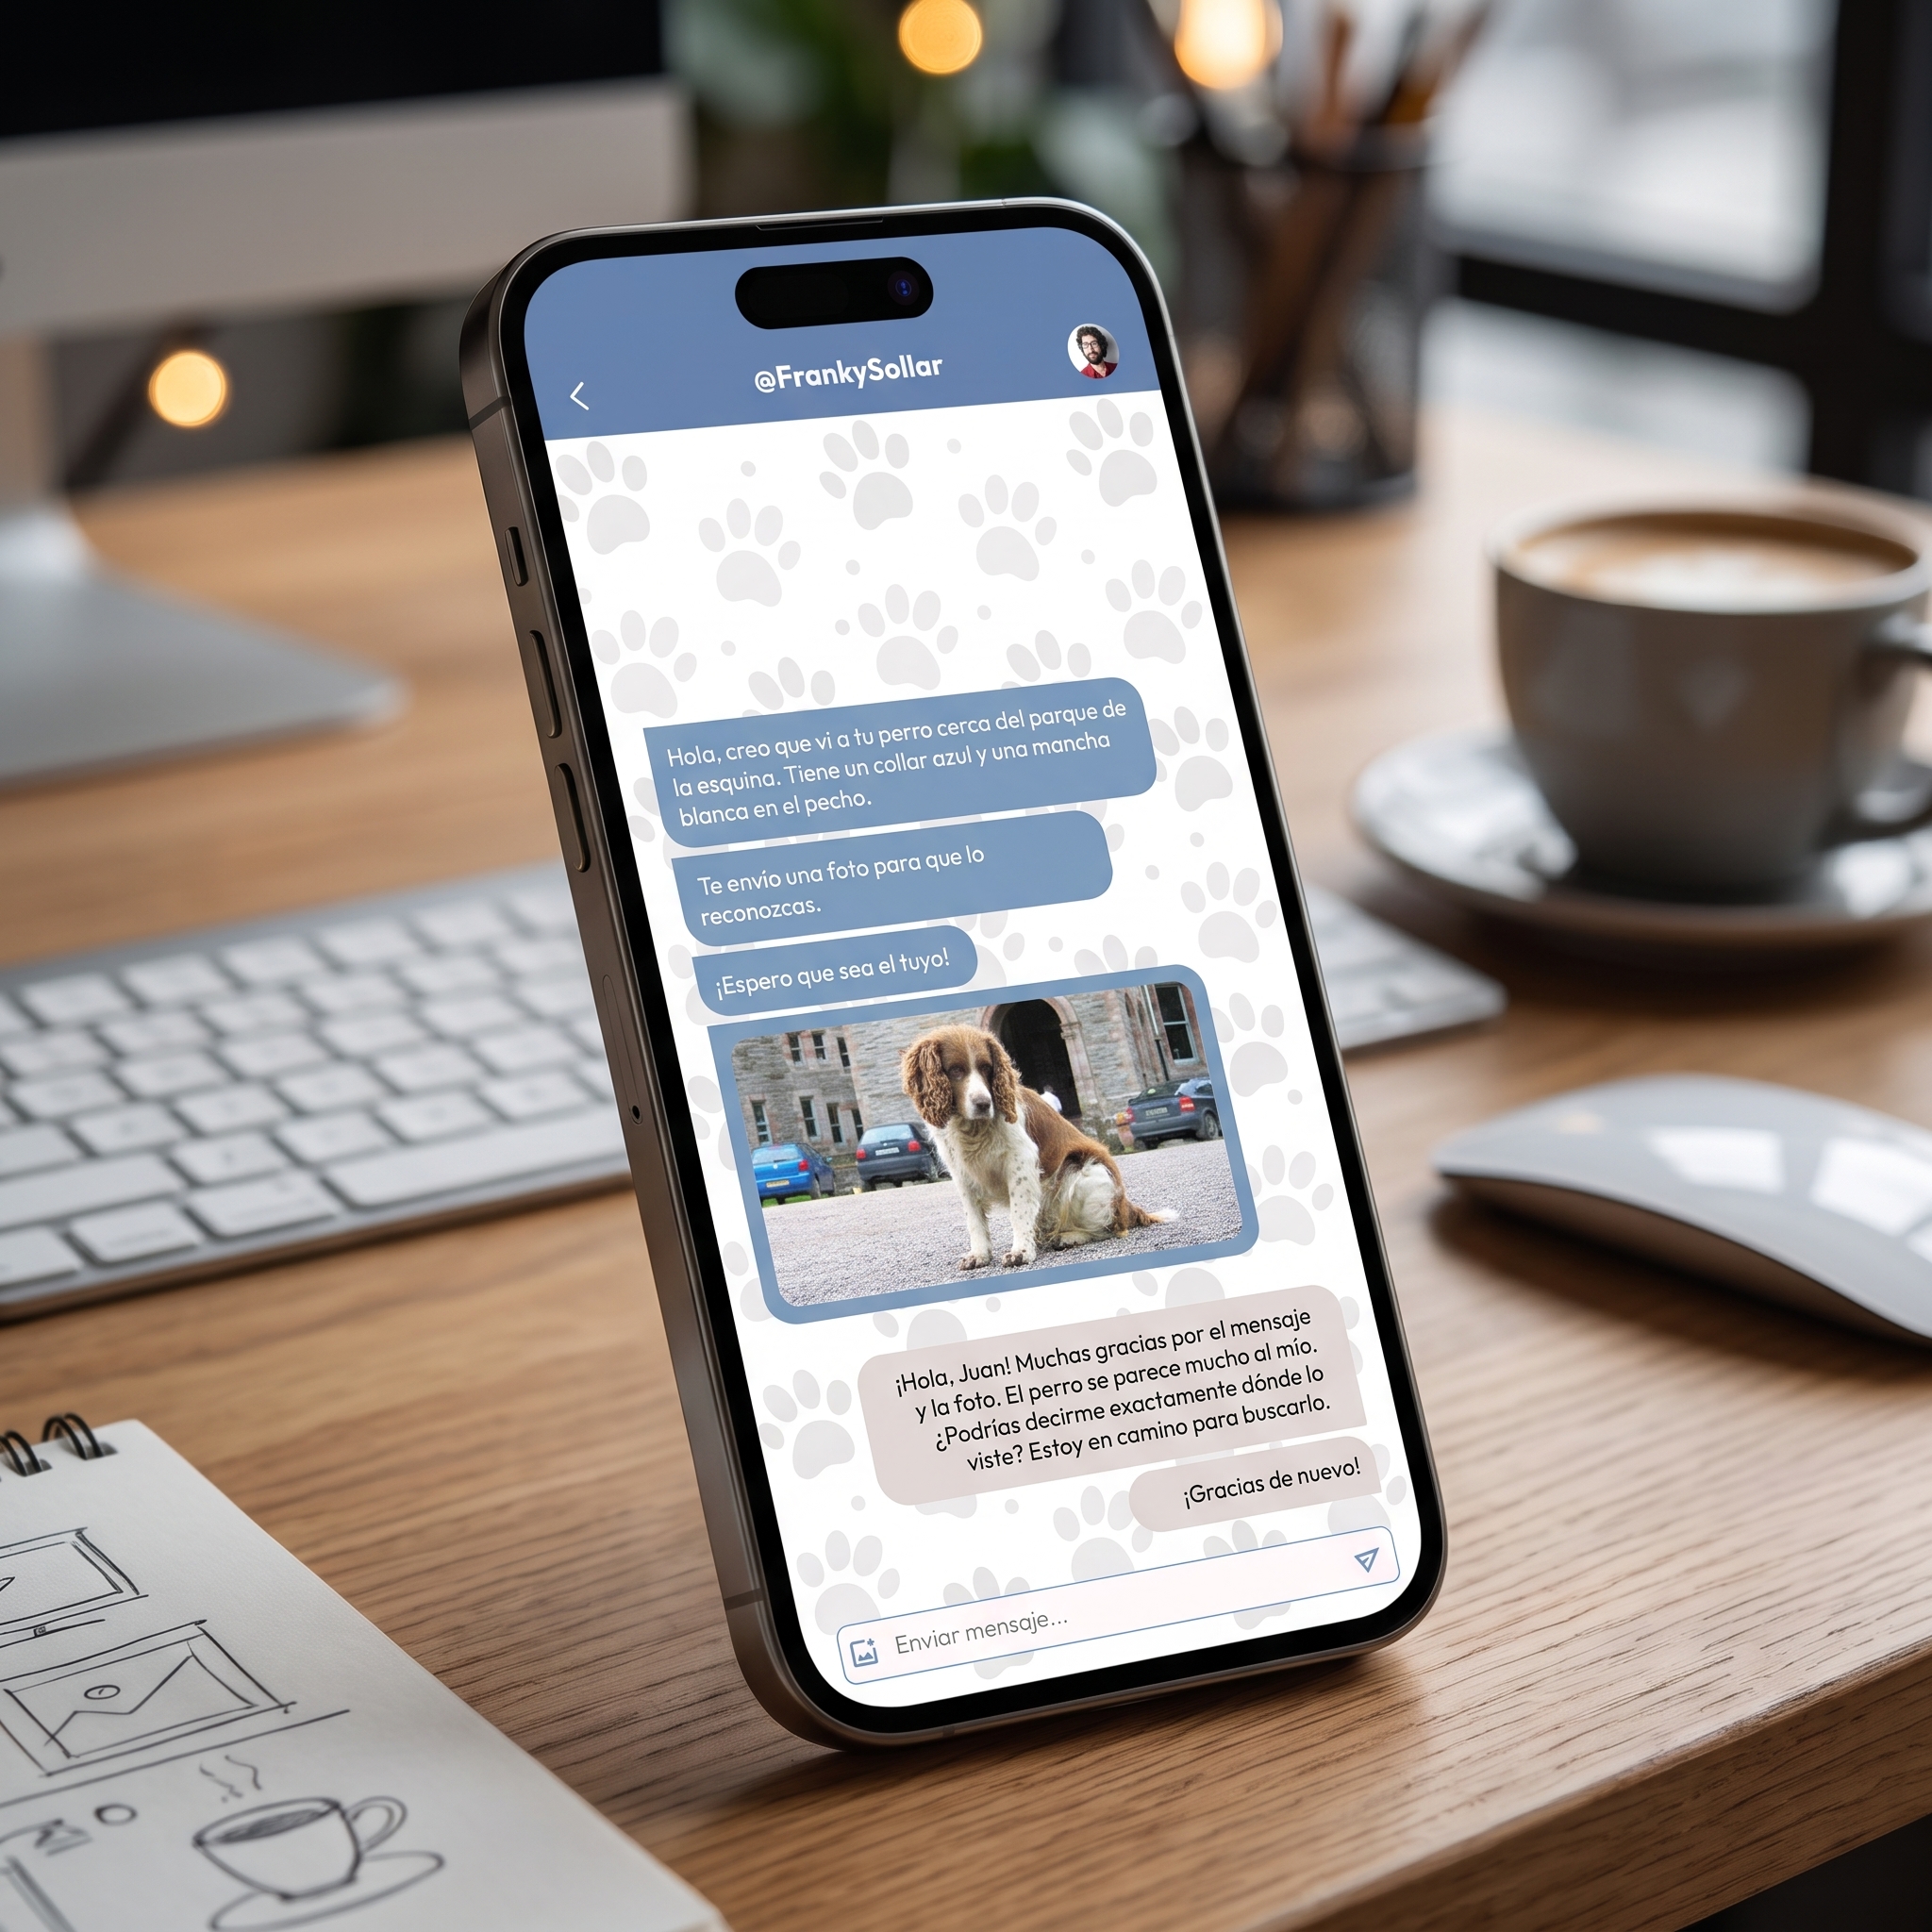 @FrankySollar
Hola, creo que vi a tu perro cerca del parque de
la esquina. Tiene un collar azul y una mancha
blanca en el pecho.
Te envío una foto para que lo
reconozcas.
¡Espero que sea el tuyo!
¡Hola, Juan! Muchas gracias por el mensaje
y la foto. El perro se parece mucho al mío.
¿Podrías decirme exactamente dónde lo
viste? Estoy en camino para buscarlo.
¡Gracias de nuevo!
Enviar mensaje...